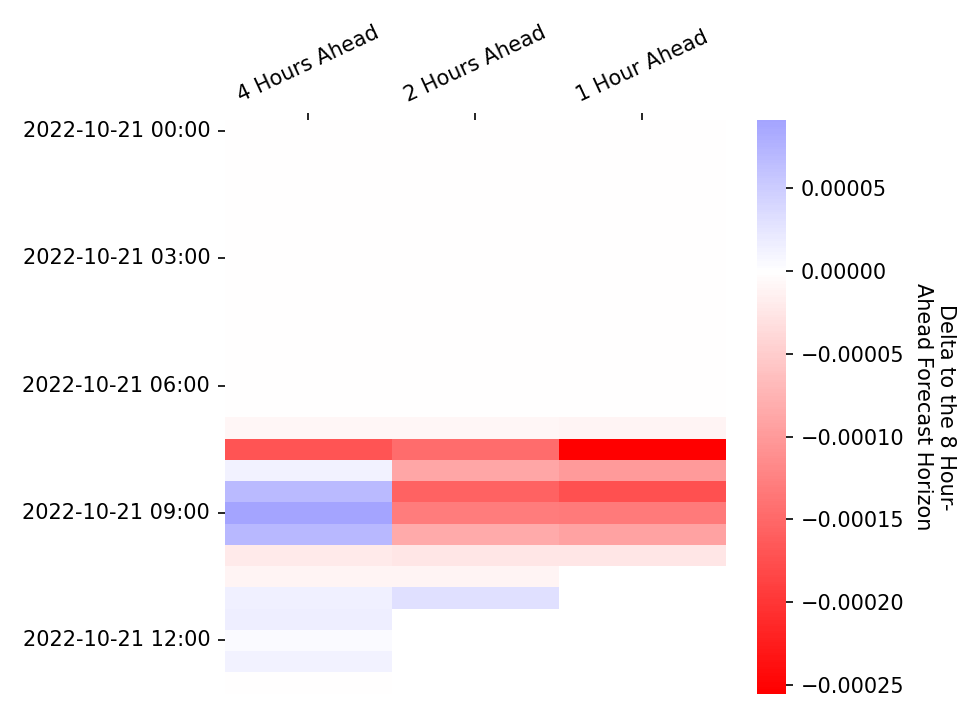 4 Hours Ahead
2 Hours Ahead
1 Hour Ahead
2022-10-21 00:00
2022-10-21 03:00
2022-10-21 06:00
2022-10-21 09:00
2022-10-21 12:00
0.00005
0.00000
−0.00005
−0.00010
−0.00015
−0.00020
−0.00025
Delta to the 8 Hour-
Ahead Forecast Horizon